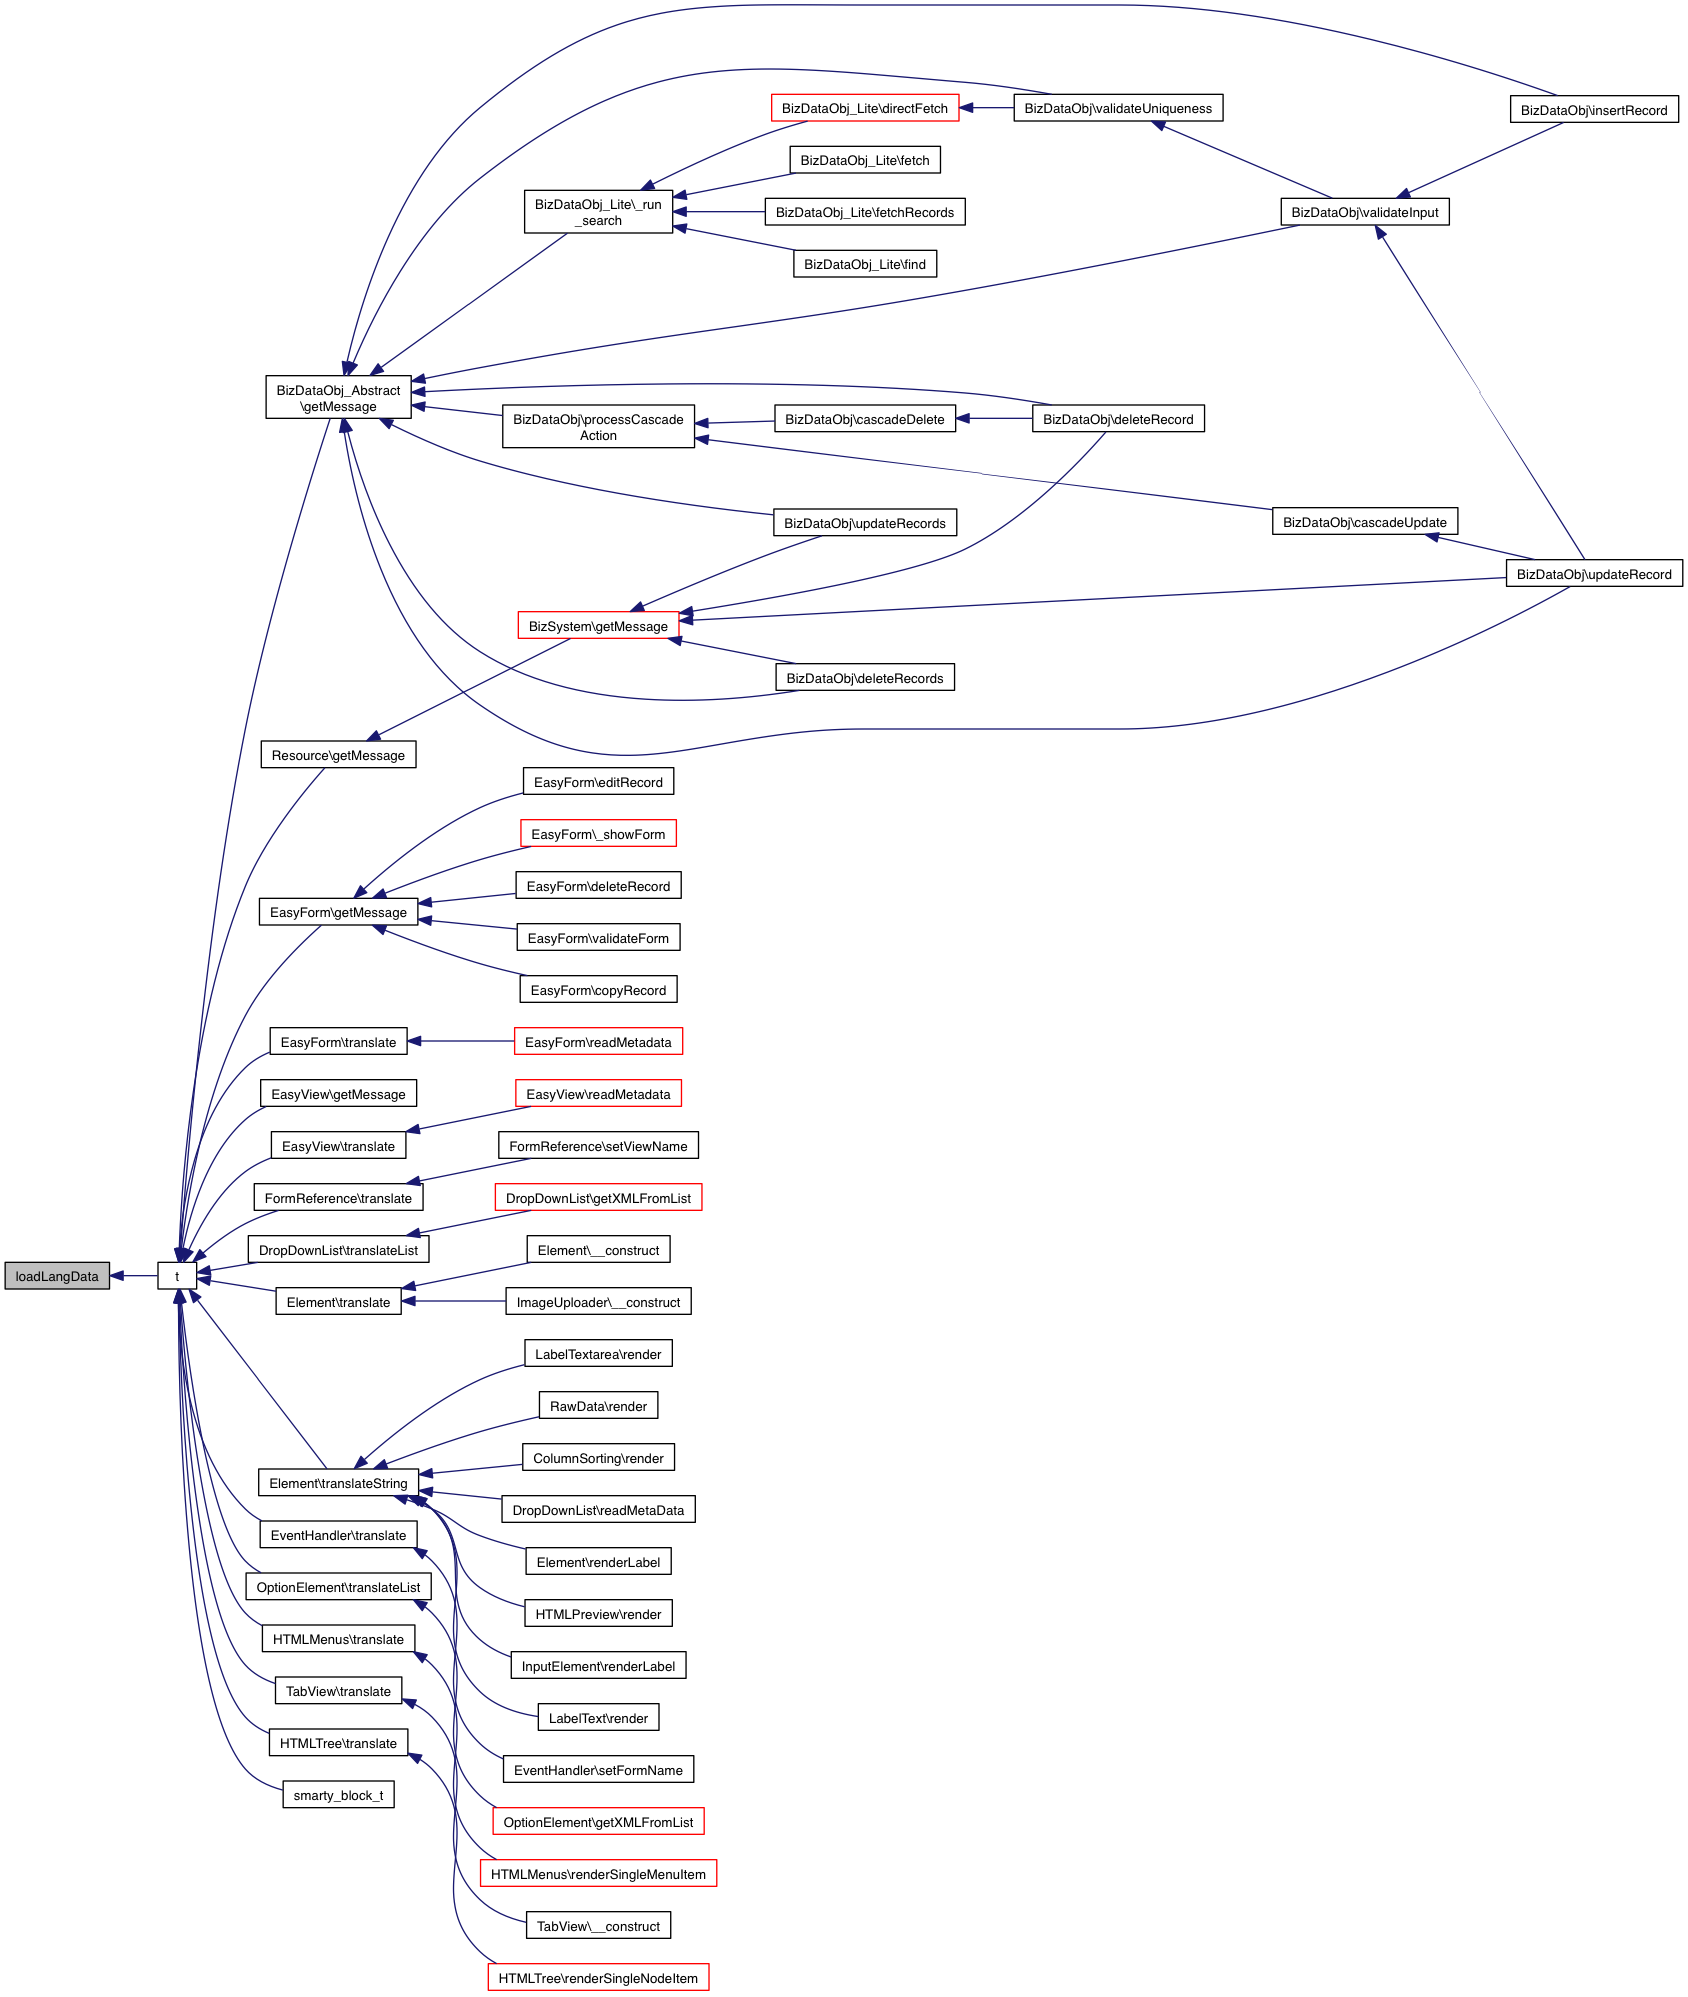 BizDataObj_Lite\directFetch
BizDataObj\validateUniqueness
BizDataObj\insertRecord
BizDataObj_Lite\fetch
BizDataObj_Lite\_run
_search
BizDataObj_Lite\fetchRecords
BizDataObj\validateInput
BizDataObj_Lite\find
BizDataObj_Abstract
\getMessage
BizDataObj\processCascade
Action
BizDataObj\cascadeDelete
BizDataObj\deleteRecord
BizDataObj\updateRecords
BizDataObj\cascadeUpdate
BizDataObj\updateRecord
BizSystem\getMessage
BizDataObj\deleteRecords
Resource\getMessage
EasyForm\editRecord
EasyForm\_showForm
EasyForm\deleteRecord
EasyForm\getMessage
EasyForm\validateForm
EasyForm\copyRecord
EasyForm\translate
EasyForm\readMetadata
EasyView\getMessage
EasyView\readMetadata
EasyView\translate
FormReference\setViewName
FormReference\translate
DropDownList\getXMLFromList
DropDownList\translateList
Element\__construct
loadLangData
t
Element\translate
ImageUploader\__construct
LabelTextarea\render
RawData\render
ColumnSorting\render
Element\translateString
DropDownList\readMetaData
EventHandler\translate
Element\renderLabel
OptionElement\translateList
HTMLPreview\render
HTMLMenus\translate
InputElement\renderLabel
TabView\translate
LabelText\render
HTMLTree\translate
EventHandler\setFormName
smarty_block_t
OptionElement\getXMLFromList
HTMLMenus\renderSingleMenuItem
TabView\__construct
HTMLTree\renderSingleNodeItem